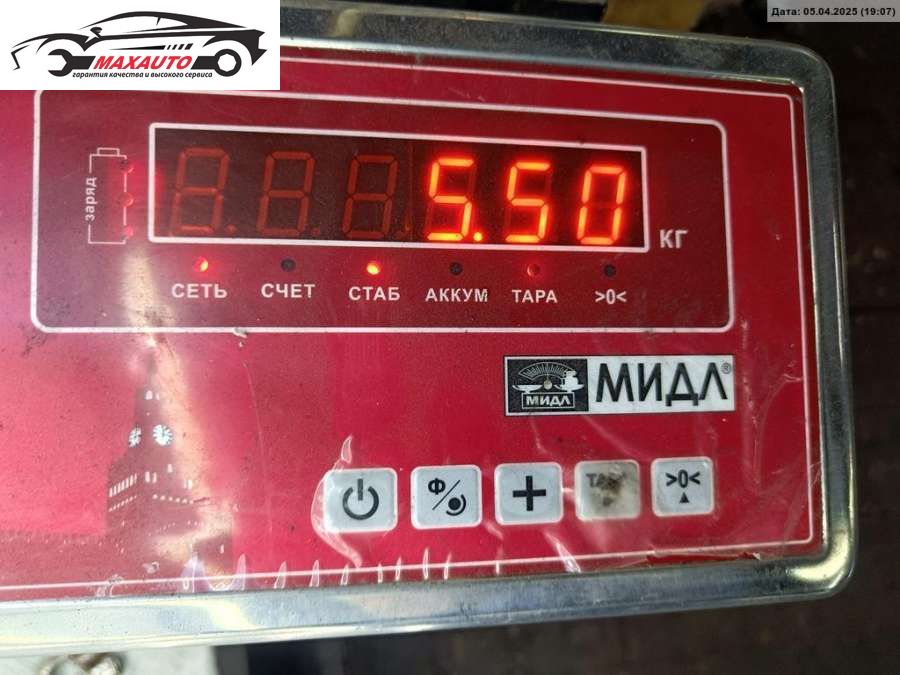 Дата: 05.04.2025 (19:07)
MAXAUTO
гарантия качества и высокого сервиса
заряд
5.50
КГ
СЕТЬ СЧЕТ СТАБ АККУМ ТАРА >0<
МИДЛ МИДЛ®
Ф + ТАРА >0<